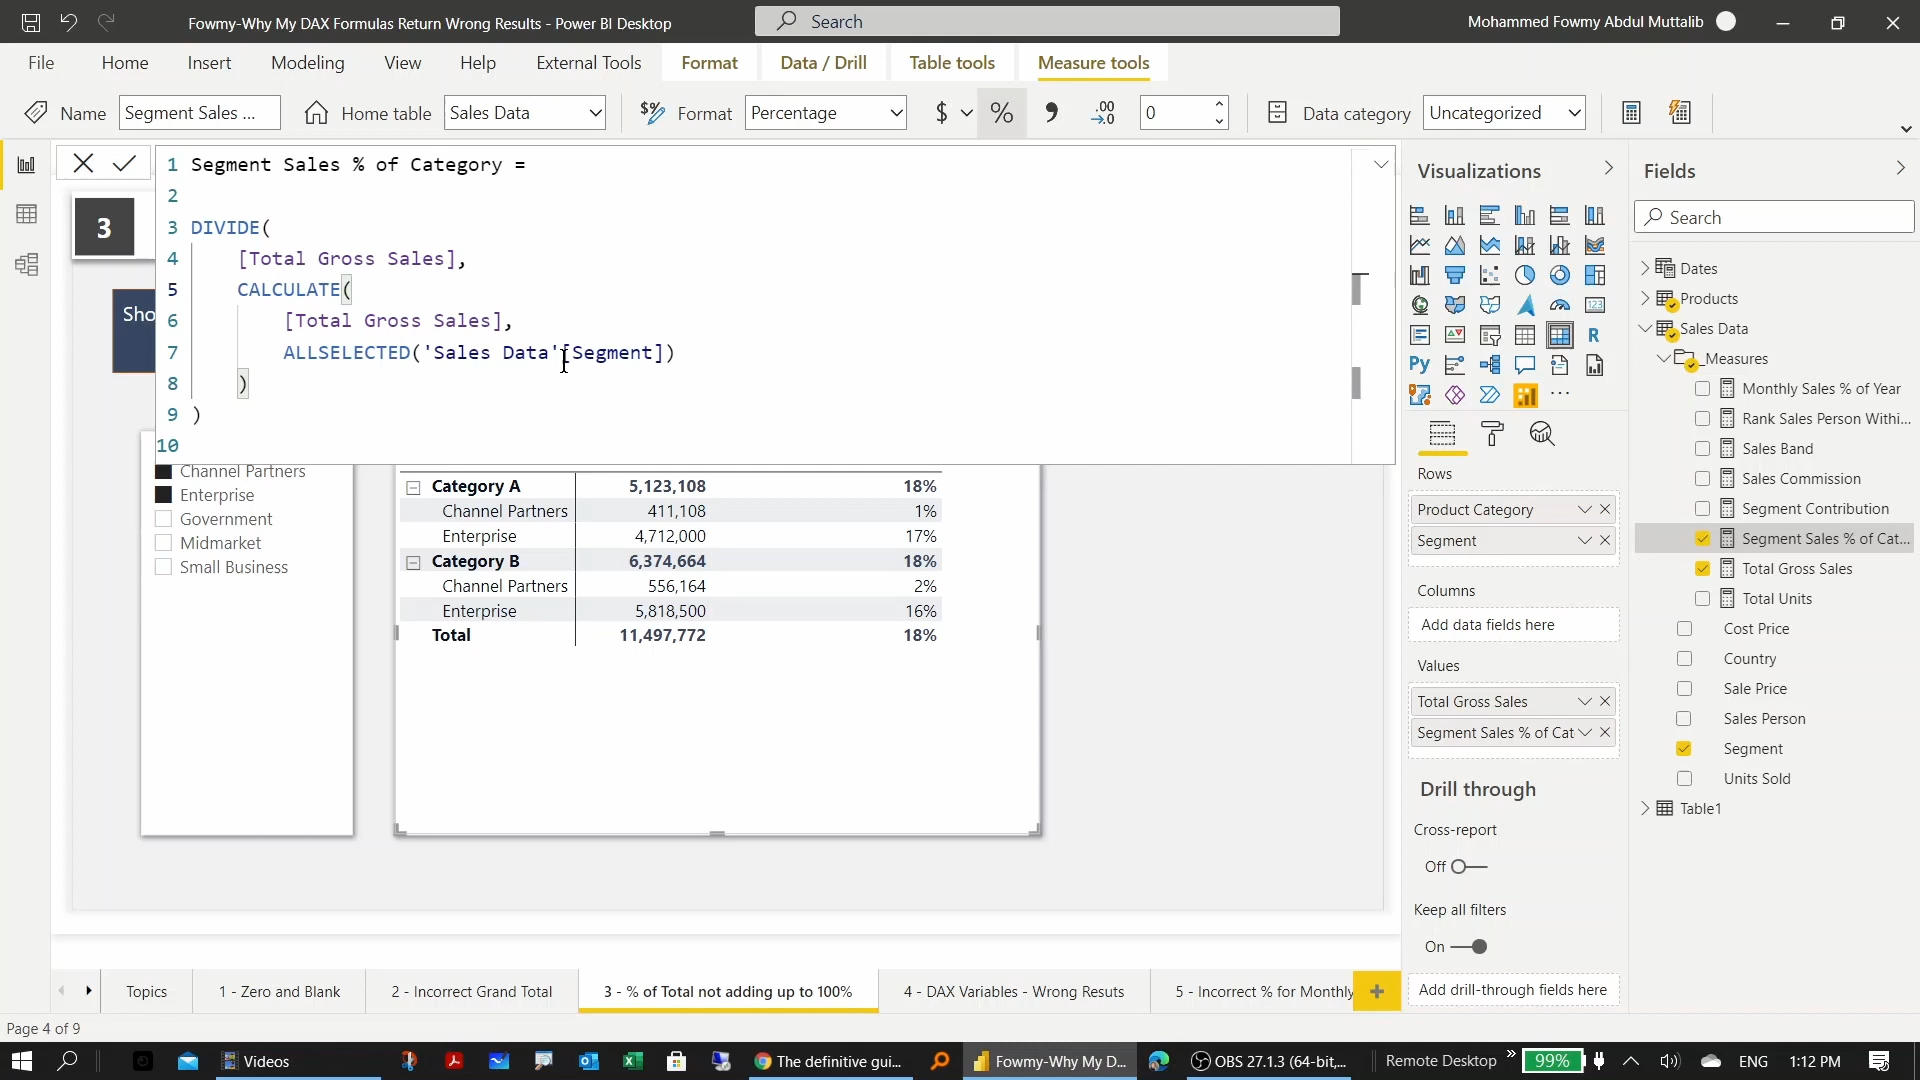 Fowmy-Why My DAX Formulas Return Wrong Results - Power BI Desktop
Search
Mohammed Fowmy Abdul Muttalib
File Home Insert Modeling View Help External Tools Format Data / Drill Table tools Measure tools
Name Segment Sales ... Home table Sales Data Format Percentage $ % 0 Data category Uncategorized
1 Segment Sales % of Category =
2
3 DIVIDE(
4 [Total Gross Sales],
5 CALCULATE(
6 [Total Gross Sales],
7 ALLSELECTED('Sales Data'[Segment])
8 )
9 )
10
3
Sho
Channel Partners
Enterprise
Government
Midmarket
Small Business
Category A 5,123,108 18%
Channel Partners 411,108 1%
Enterprise 4,712,000 17%
Category B 6,374,664 18%
Channel Partners 556,164 2%
Enterprise 5,818,500 16%
Total 11,497,772 18%
Visualizations
R
Py
123
Rows
Product Category
Segment
Columns
Add data fields here
Values
Total Gross Sales
Segment Sales % of Cat
Drill through
Cross-report
Off
Keep all filters
On
Add drill-through fields here
Fields
Search
Dates
Products
Sales Data
_Measures
Monthly Sales % of Year
Rank Sales Person Withi...
Sales Band
Sales Commission
Segment Contribution
Segment Sales % of Cat...
Total Gross Sales
Total Units
Cost Price
Country
Sale Price
Sales Person
Segment
Units Sold
Table1
Topics 1 - Zero and Blank 2 - Incorrect Grand Total 3 - % of Total not adding up to 100% 4 - DAX Variables - Wrong Resuts 5 - Incorrect % for Monthly +
Page 4 of 9
Videos The definitive gui... Fowmy-Why My D... OBS 27.1.3 (64-bit,... Remote Desktop 99% ENG 1:12 PM